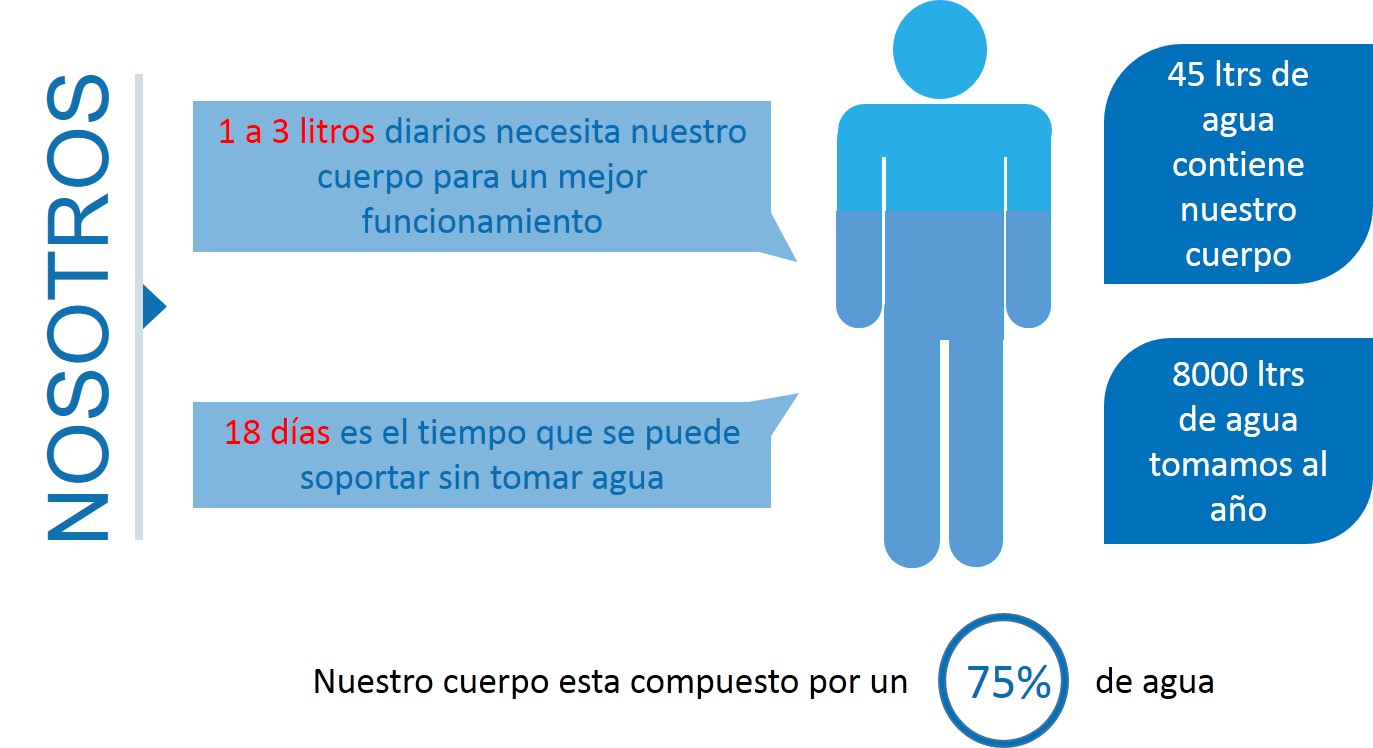 NOSOTROS
1 a 3 litros diarios necesita nuestro
cuerpo para un mejor
funcionamiento
18 días es el tiempo que se puede
soportar sin tomar agua
45 ltrs de
agua
contiene
nuestro
cuerpo
8000 ltrs
de agua
tomamos al
año
Nuestro cuerpo esta compuesto por un 75% de agua